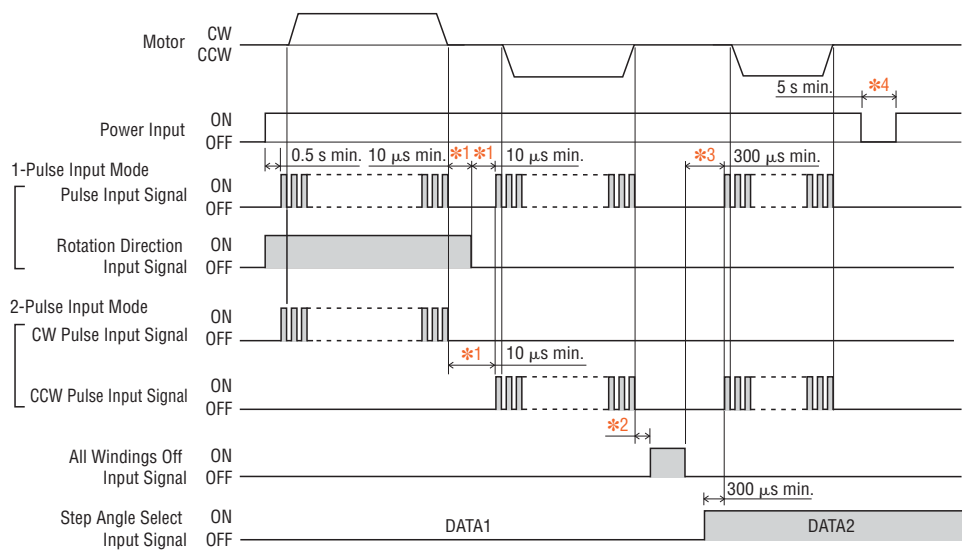 Motor CW
CCW
5 s min. *4
Power Input ON
OFF
0.5 s min. 10 μs min. *1 *1 10 μs min. *3 300 μs min.
1-Pulse Input Mode
Pulse Input Signal ON
OFF
Rotation Direction ON
Input Signal OFF
2-Pulse Input Mode
CW Pulse Input Signal ON
OFF
*1 10 μs min.
CCW Pulse Input Signal ON
OFF
*2
All Windings Off ON
Input Signal OFF
300 μs min.
Step Angle Select ON
Input Signal OFF
DATA1 DATA2